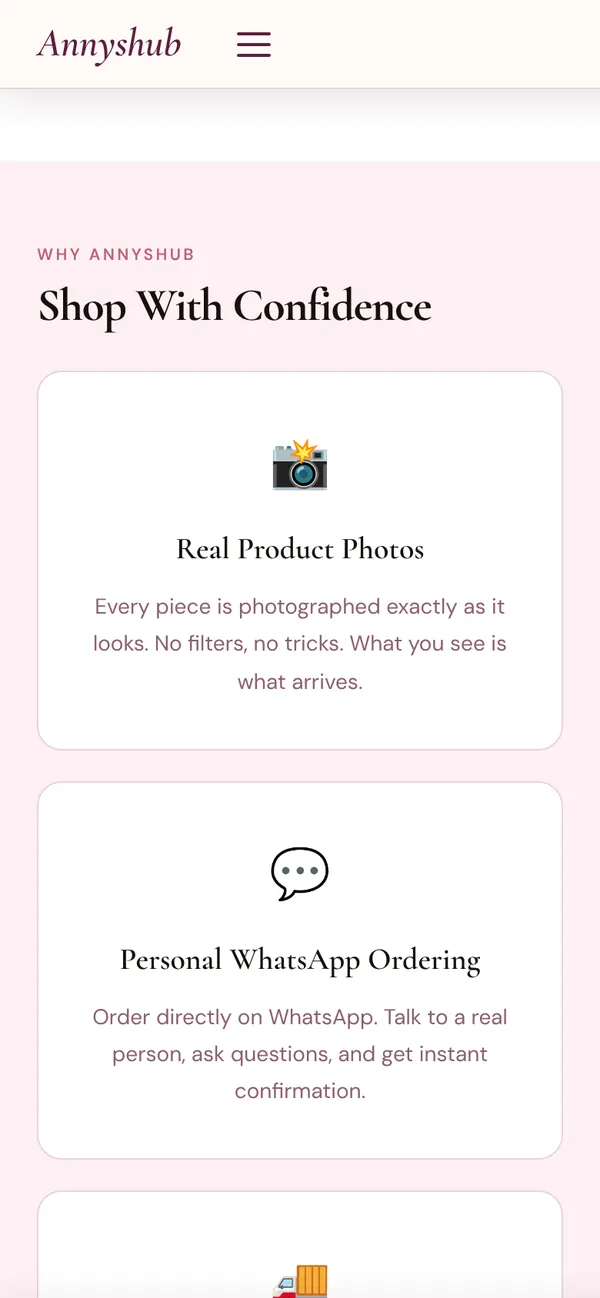 Annyshub
WHY ANNYSHUB
Shop With Confidence
Real Product Photos
Every piece is photographed exactly as it
looks. No filters, no tricks. What you see is
what arrives.
Personal WhatsApp Ordering
Order directly on WhatsApp. Talk to a real
person, ask questions, and get instant
confirmation.